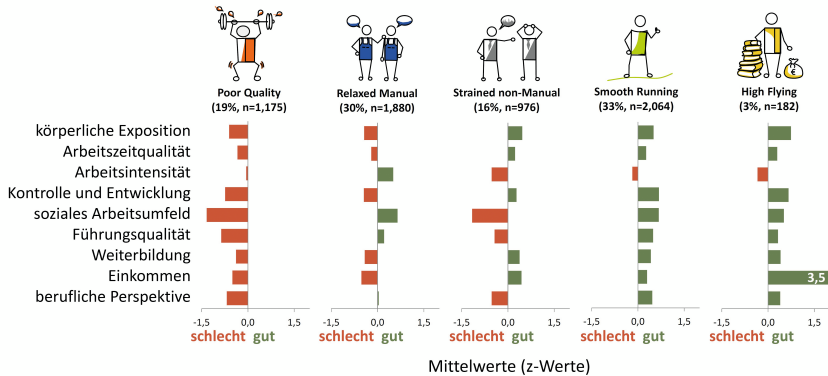 Poor Quality
(19%, n=1,175)
Relaxed Manual
(30%, n=1,880)
Strained non-Manual
(16%, n=976)
Smooth Running
(33%, n=2,064)
High Flying
(3%, n=182)
€
körperliche Exposition
Arbeitszeitqualität
Arbeitsintensität
Kontrolle und Entwicklung
soziales Arbeitsumfeld
Führungsqualität
Weiterbildung
Einkommen
3,5
berufliche Perspektive
-1,5 0,0 1,5
-1,5 0,0 1,5
-1,5 0,0 1,5
-1,5 0,0 1,5
-1,5 0,0 1,5
schlecht gut
schlecht gut
schlecht gut
schlecht gut
schlecht gut
Mittelwerte (z-Werte)